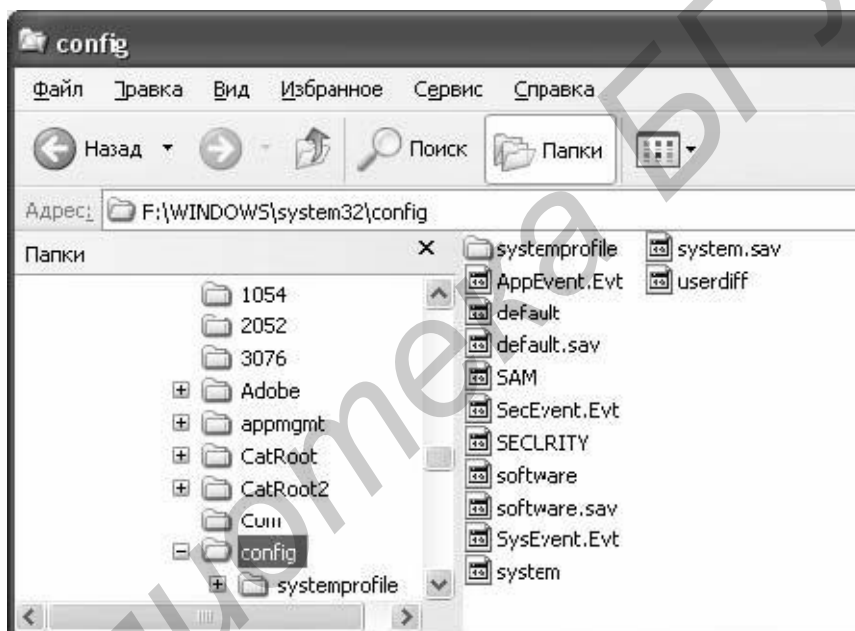 config
Файл Правка Вид Избранное Сервис Справка
Назад Поиск Папки
Адрес: F:\WINDOWS\system32\config
Папки
1054
2052
3076
Adobe
appmgmt
CatRoot
CatRoot2
Com
config
systemprofile
systemprofile
AppEvent.Evt
default
default.sav
SAM
SecEvent.Evt
SECLRITY
software
software.sav
SysEvent.Evt
system
system.sav
userdiff